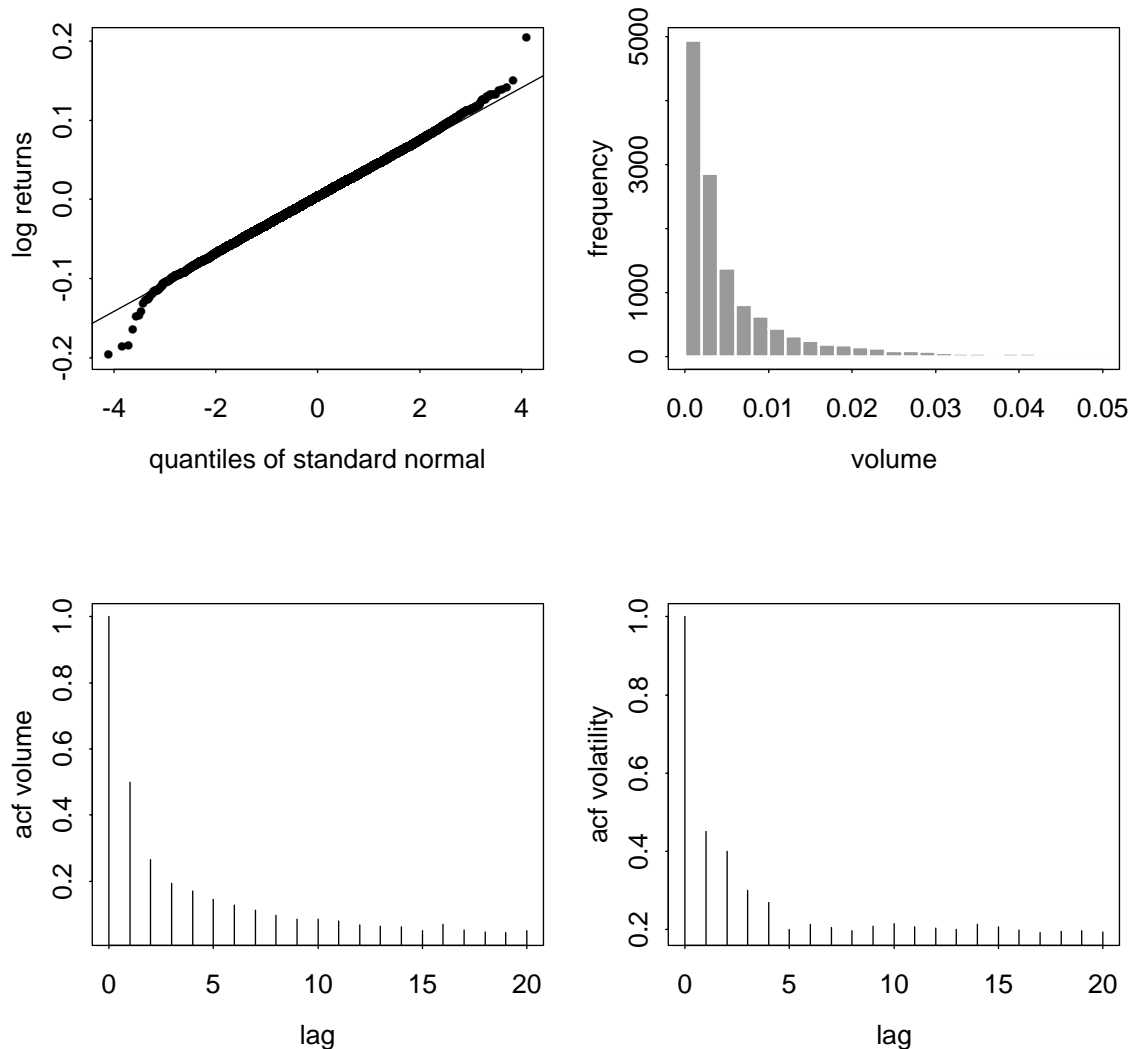 0.2
0.1
0.0
-0.1
-0.2
log returns
-4 -2 0 2 4
quantiles of standard normal
5000
3000
1000
0
frequency
0.0 0.01 0.02 0.03 0.04 0.05
volume
1.0
0.8
0.6
0.4
0.2
acf volume
0 5 10 15 20
lag
1.0
0.8
0.6
0.4
0.2
acf volatility
0 5 10 15 20
lag